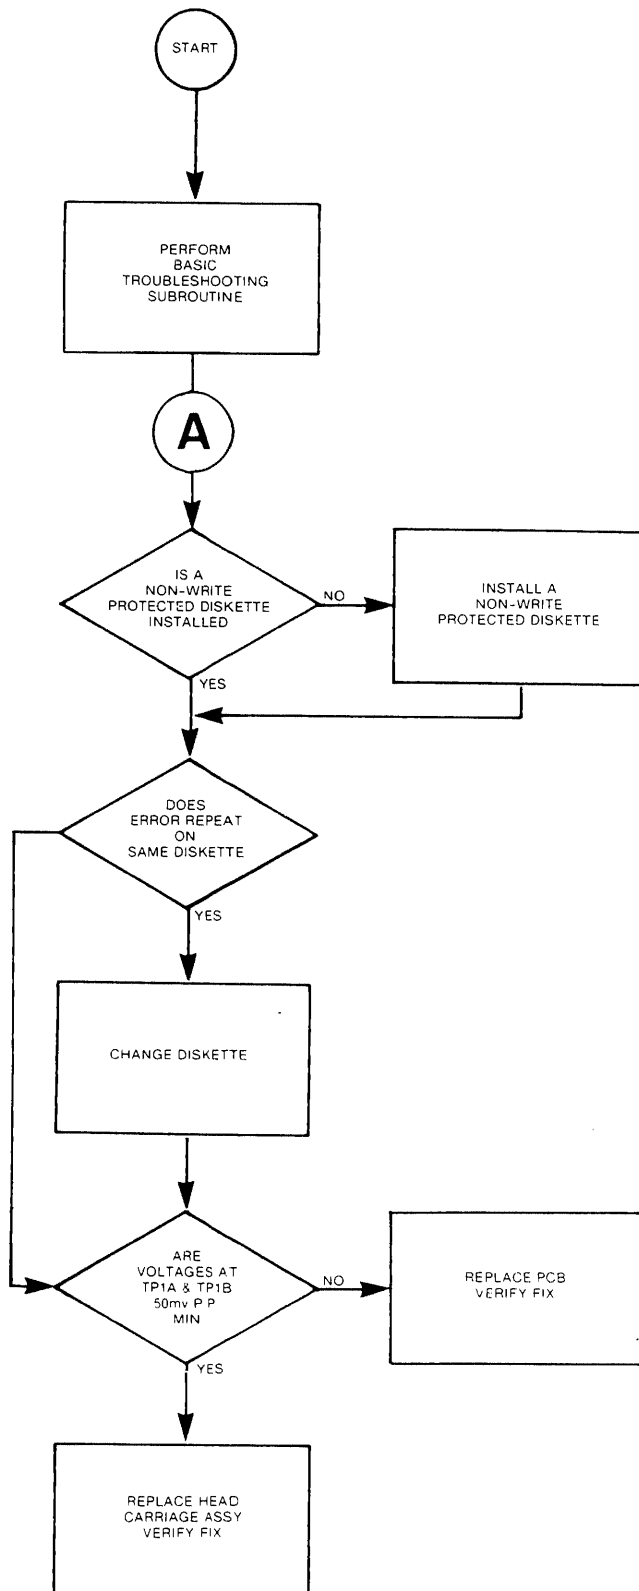 START
PERFORM
BASIC
TROUBLESHOOTING
SUBROUTINE
A
IS A
NON-WRITE
PROTECTED DISKETTE
INSTALLED
NO
INSTALL A
NON-WRITE
PROTECTED DISKETTE
YES
DOES
ERROR REPEAT
ON
SAME DISKETTE
YES
CHANGE DISKETTE
ARE
VOLTAGES AT
TP1A & TP1B
50mv P P
MIN
NO
REPLACE PCB
VERIFY FIX
YES
REPLACE HEAD
CARRIAGE ASSY
VERIFY FIX